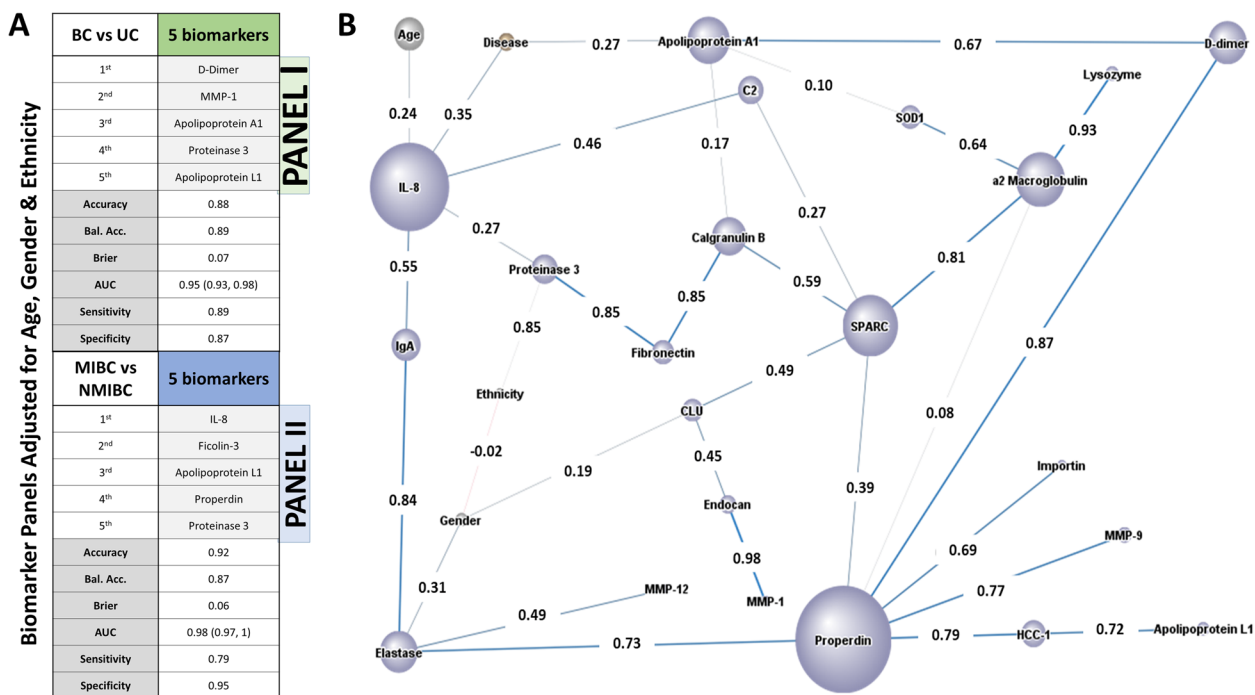 A
Biomarker Panels Adjusted for Age, Gender & Ethnicity
BC vs UC 5 biomarkers
1st D-Dimer
2nd MMP-1
3rd Apolipoprotein A1
4th Proteinase 3
5th Apolipoprotein L1
Accuracy 0.88
Bal. Acc. 0.89
Brier 0.07
AUC 0.95 (0.93, 0.98)
Sensitivity 0.89
Specificity 0.87
PANEL I
MIBC vs
NMIBC 5 biomarkers
1st IL-8
2nd Ficolin-3
3rd Apolipoprotein L1
4th Properdin
5th Proteinase 3
Accuracy 0.92
Bal. Acc. 0.87
Brier 0.06
AUC 0.98 (0.97, 1)
Sensitivity 0.79
Specificity 0.95
PANEL II
B
Age
Disease
0.27
Apolipoprotein A1
0.67
D-dimer
Lysozyme
C2
0.10
0.24
0.35
SOD1
0.93
0.46
0.17
0.64
IL-8
a2 Macroglobulin
0.27
0.27
Calgranulin B
0.55
Proteinase 3
0.81
0.59
0.85
0.85
0.85
SPARC
IgA
Fibronectin
0.87
0.49
Ethnicity
CLU
0.08
-0.02
0.45
0.19
Importin
0.84
0.39
Endocan
Gender
MMP-9
0.69
0.98
0.31
MMP-12
0.77
MMP-1
0.49
Elastase
0.73
Properdin
0.79
HCC-1
0.72
Apolipoprotein L1